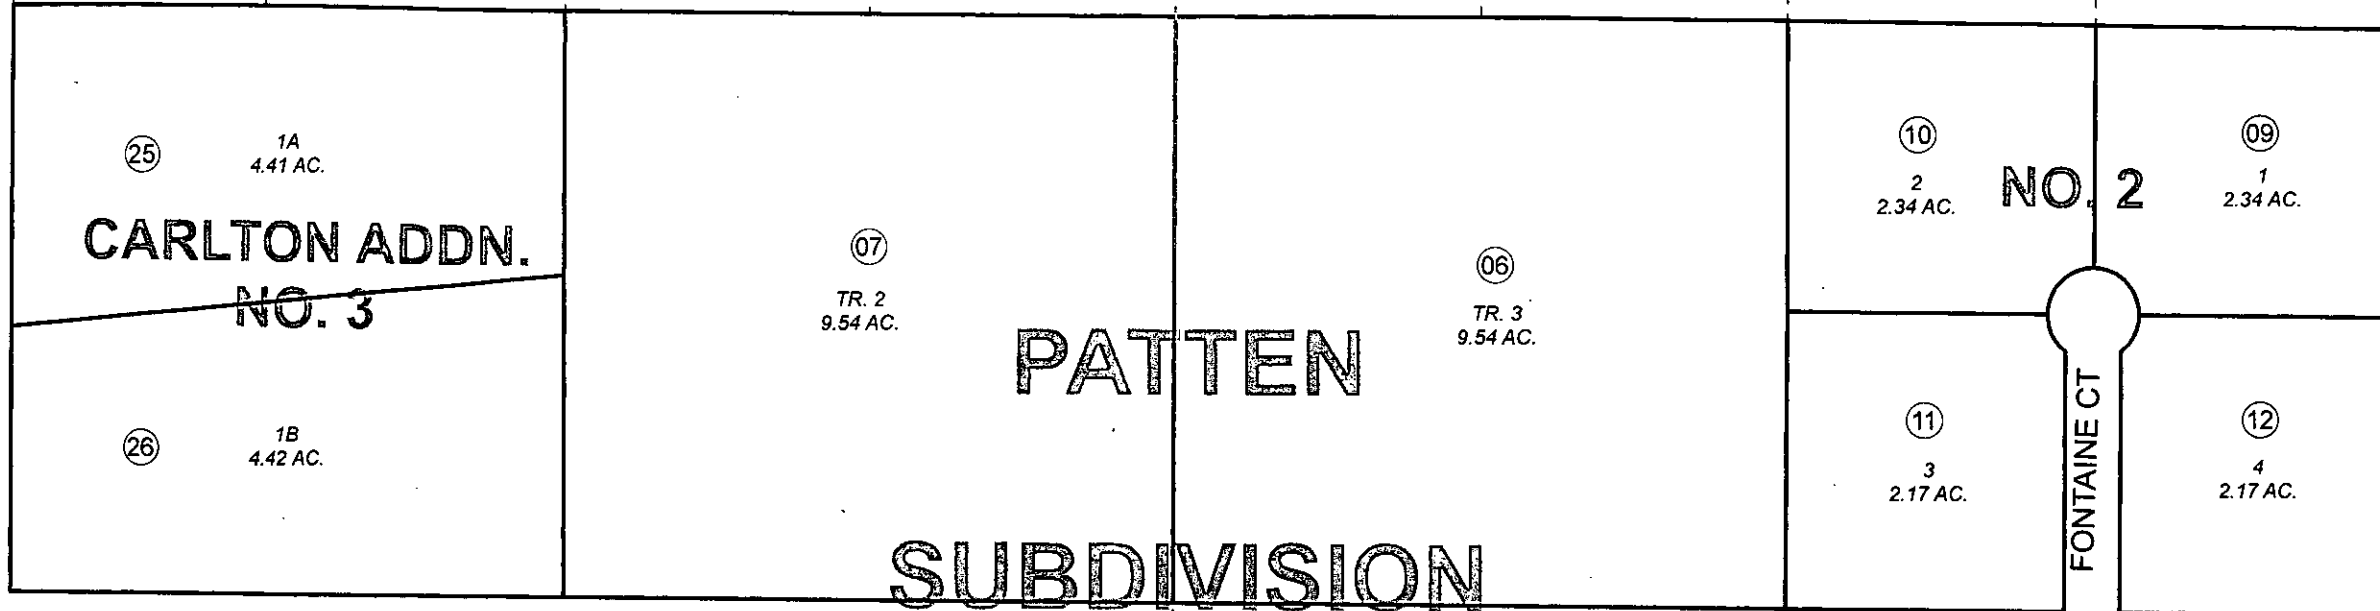 25
1A
4.41 AC.
CARLTON ADDN.
NO. 3
26
1B
4.42 AC.
07
TR. 2
9.54 AC.
06
TR. 3
9.54 AC.
PATTEN
SUBDIVISION
10
2
2.34 AC.
NO. 2
09
1
2.34 AC.
11
3
2.17 AC.
FONTAINE CT
12
4
2.17 AC.